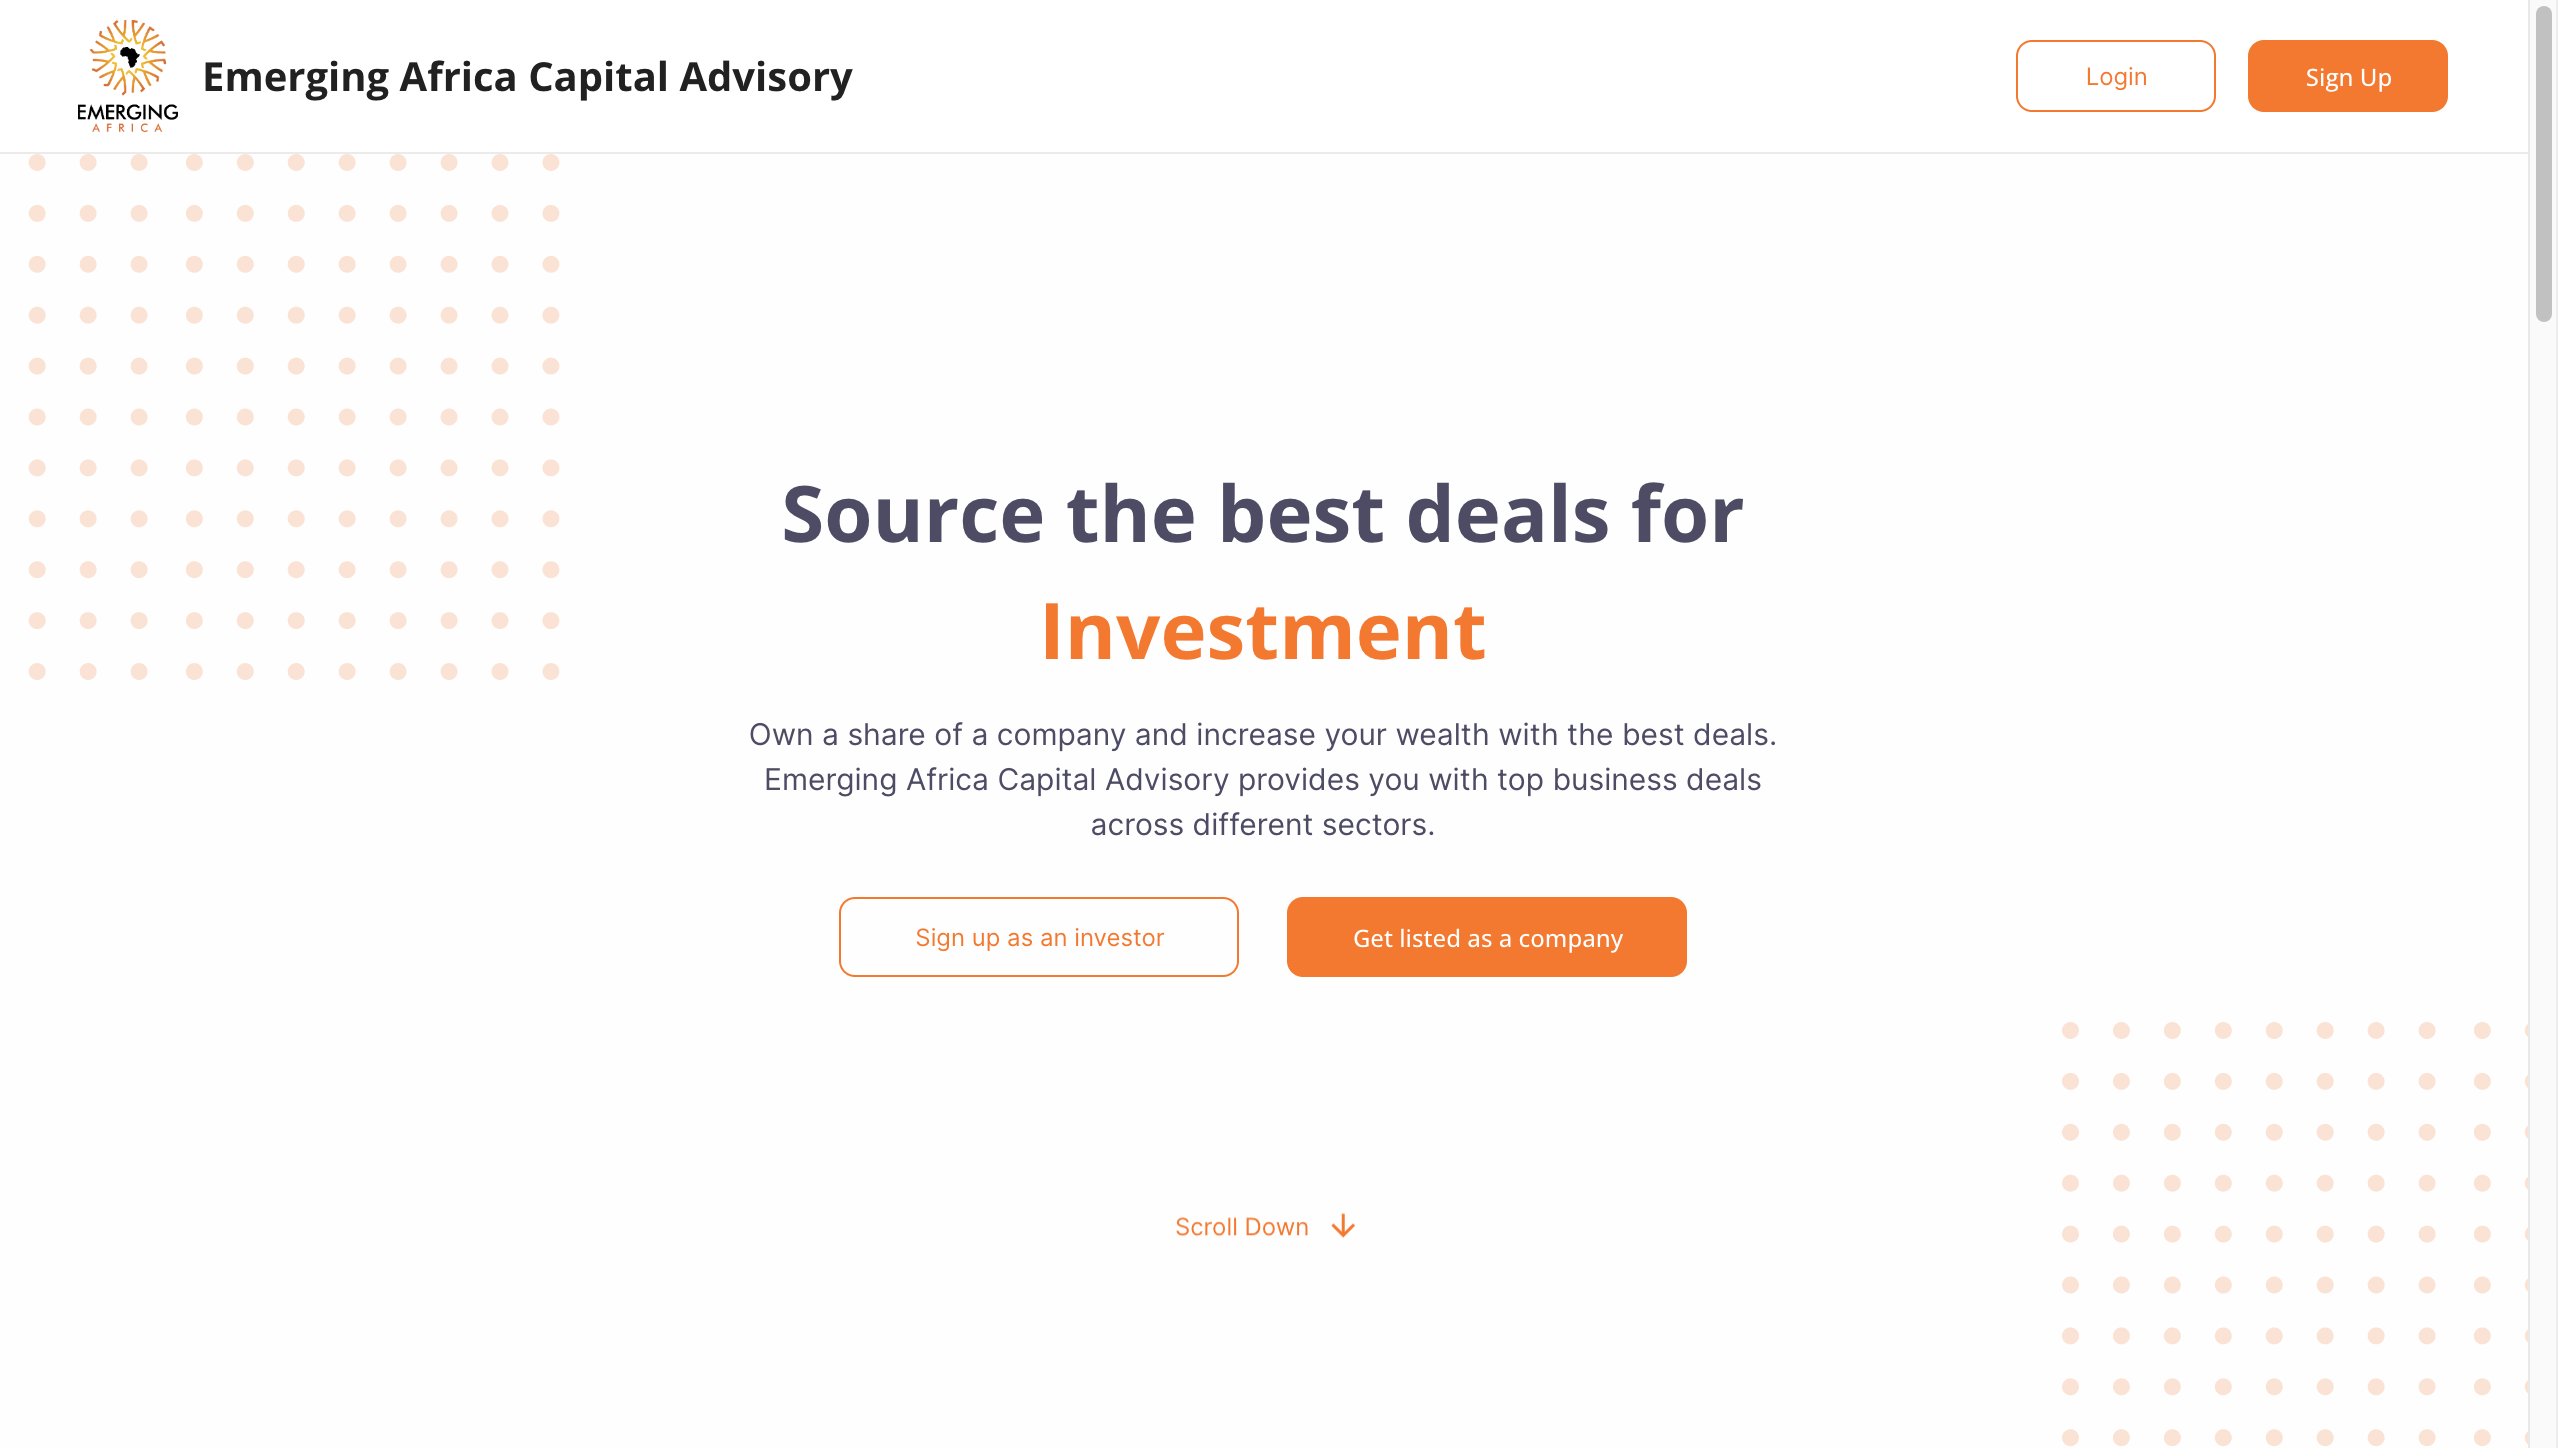 EMERGING
AFRICA
Emerging Africa Capital Advisory
Login
Sign Up
Source the best deals for
Investment
Own a share of a company and increase your wealth with the best deals.
Emerging Africa Capital Advisory provides you with top business deals
across different sectors.
Sign up as an investor
Get listed as a company
Scroll Down